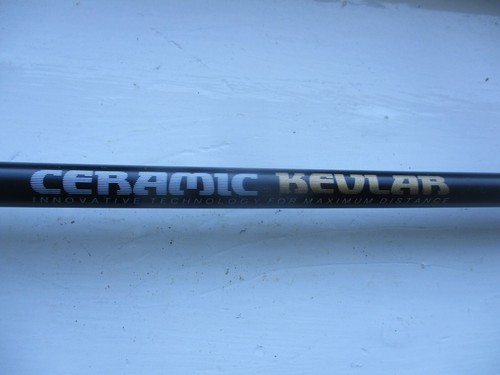 CERAMIC KEVLAR
INNOVATIVE TECHNOLOGY FOR MAXIMUM DISTANCE